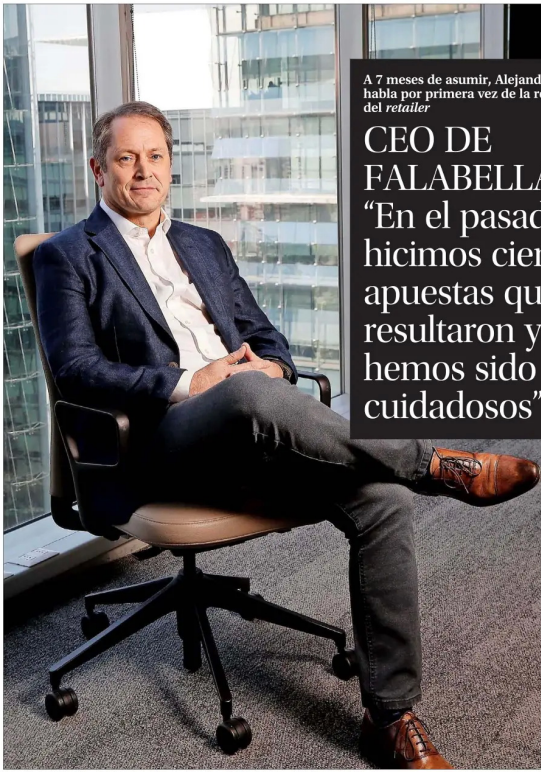 A 7 meses de asumir, Alejand
habla por primera vez de la r
del retailer
CEO DE
FALABELLA
“En el pasad
hicimos cier
apuestas qu
resultaron y
hemos sido
cuidadosos”